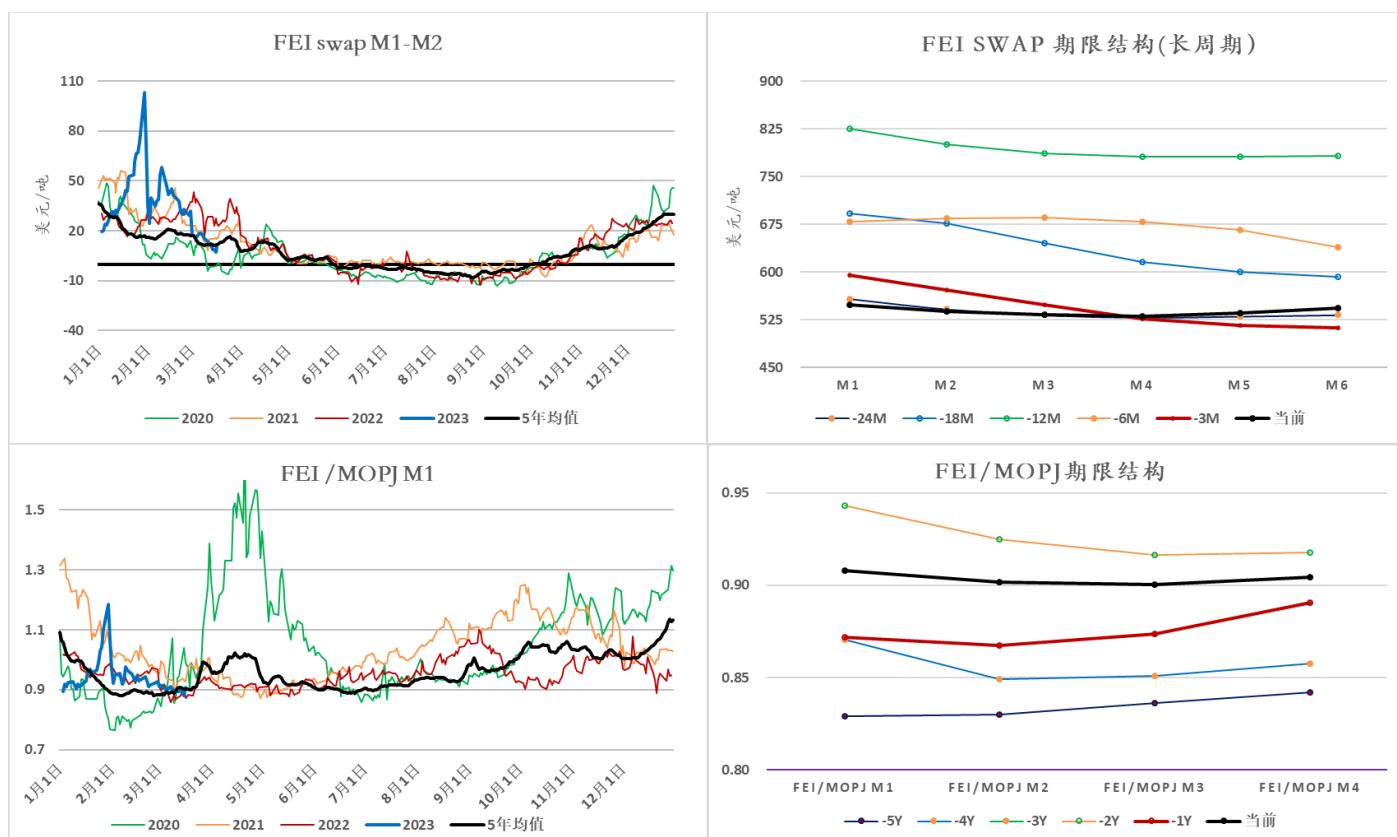 FEI swap M1-M2
美元/吨
110
80
50
20
-10
-40
1月1日
2月1日
3月1日
4月1日
5月1日
6月1日
7月1日
8月1日
9月1日
10月1日
11月1日
12月1日
2020
2021
2022
2023
5年均值
FEI SWAP 期限结构(长周期)
美元/吨
900
825
750
675
600
525
450
M1
M2
M3
M4
M5
M6
-24M
-18M
-12M
-6M
-3M
当前
FEI /MOPJ M1
1.5
1.3
1.1
0.9
0.7
1月1日
2月1日
3月1日
4月1日
5月1日
6月1日
7月1日
8月1日
9月1日
10月1日
11月1日
12月1日
2020
2021
2022
2023
5年均值
FEI/MOPJ期限结构
0.95
0.90
0.85
0.80
FEI/MOPJ M1
FEI/MOPJ M2
FEI/MOPJ M3
FEI/MOPJ M4
-5Y
-4Y
-3Y
-2Y
-1Y
当前